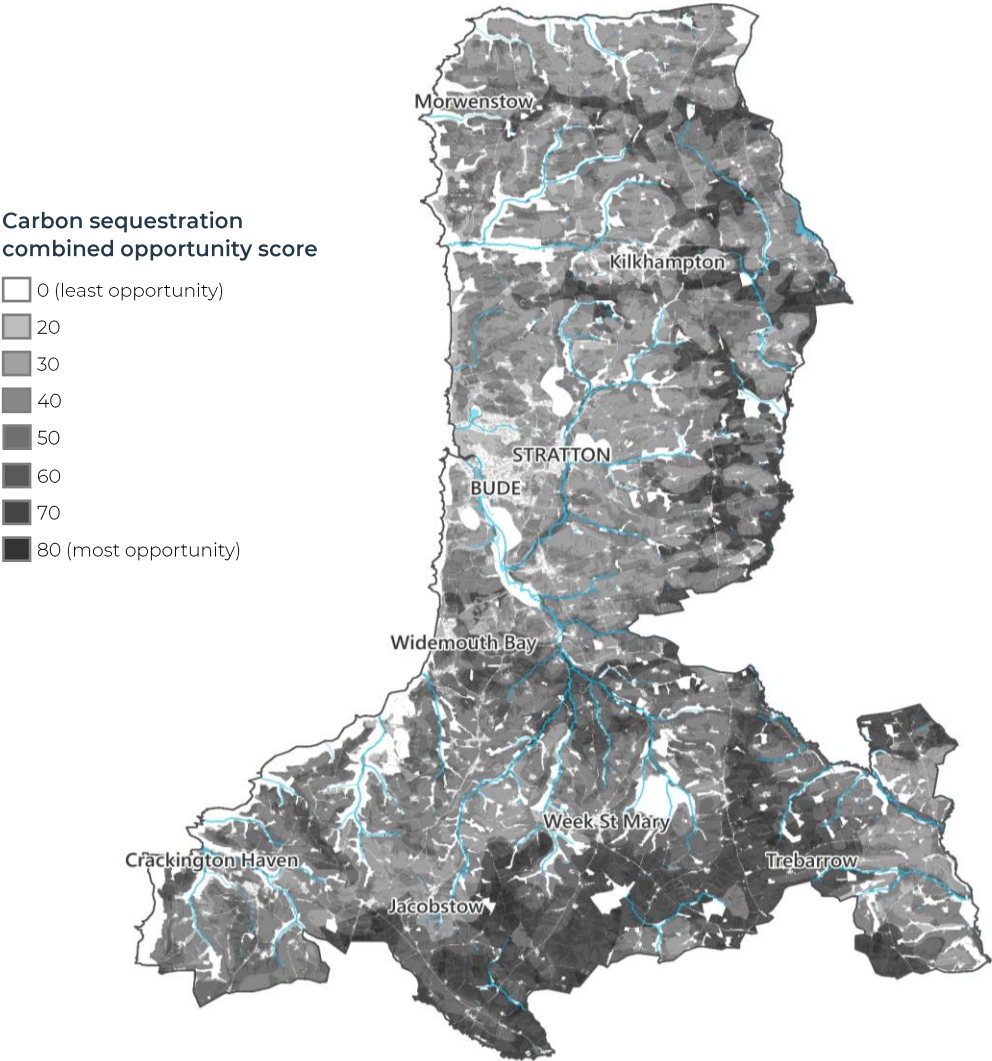 Morwenstow
Carbon sequestration
combined opportunity score
0 (least opportunity)
20
30
40
50
60
70
80 (most opportunity)
Kilkhampton
STRATTON
BUDE
Widemouth Bay
Week St Mary
Crackington Haven
Trebarrow
Jacobstow